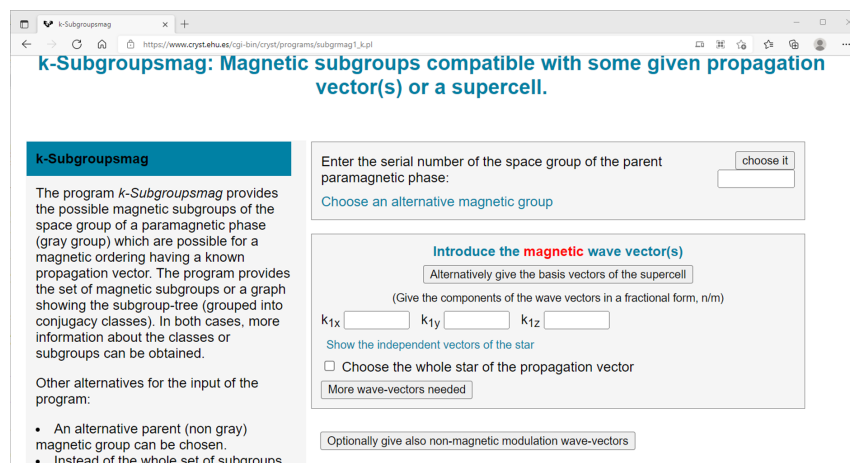 k-Subgroupsmag
https://www.cryst.ehu.es/cgi-bin/cryst/programs/subgrmag1_k.pl
k-Subgroupsmag: Magnetic subgroups compatible with some given propagation
vector(s) or a supercell.
k-Subgroupsmag
The program k-Subgroupsmag provides
the possible magnetic subgroups of the
space group of a paramagnetic phase
(gray group) which are possible for a
magnetic ordering having a known
propagation vector. The program provides
the set of magnetic subgroups or a graph
showing the subgroup-tree (grouped into
conjugacy classes). In both cases, more
information about the classes or
subgroups can be obtained.
Other alternatives for the input of the
program:
• An alternative parent (non gray)
magnetic group can be chosen.
• Instead of the whole set of subgroups
Enter the serial number of the space group of the parent
paramagnetic phase:
choose it
Choose an alternative magnetic group
Introduce the magnetic wave vector(s)
Alternatively give the basis vectors of the supercell
(Give the components of the wave vectors in a fractional form, n/m)
k1x k1y k1z
Show the independent vectors of the star
Choose the whole star of the propagation vector
More wave-vectors needed
Optionally give also non-magnetic modulation wave-vectors